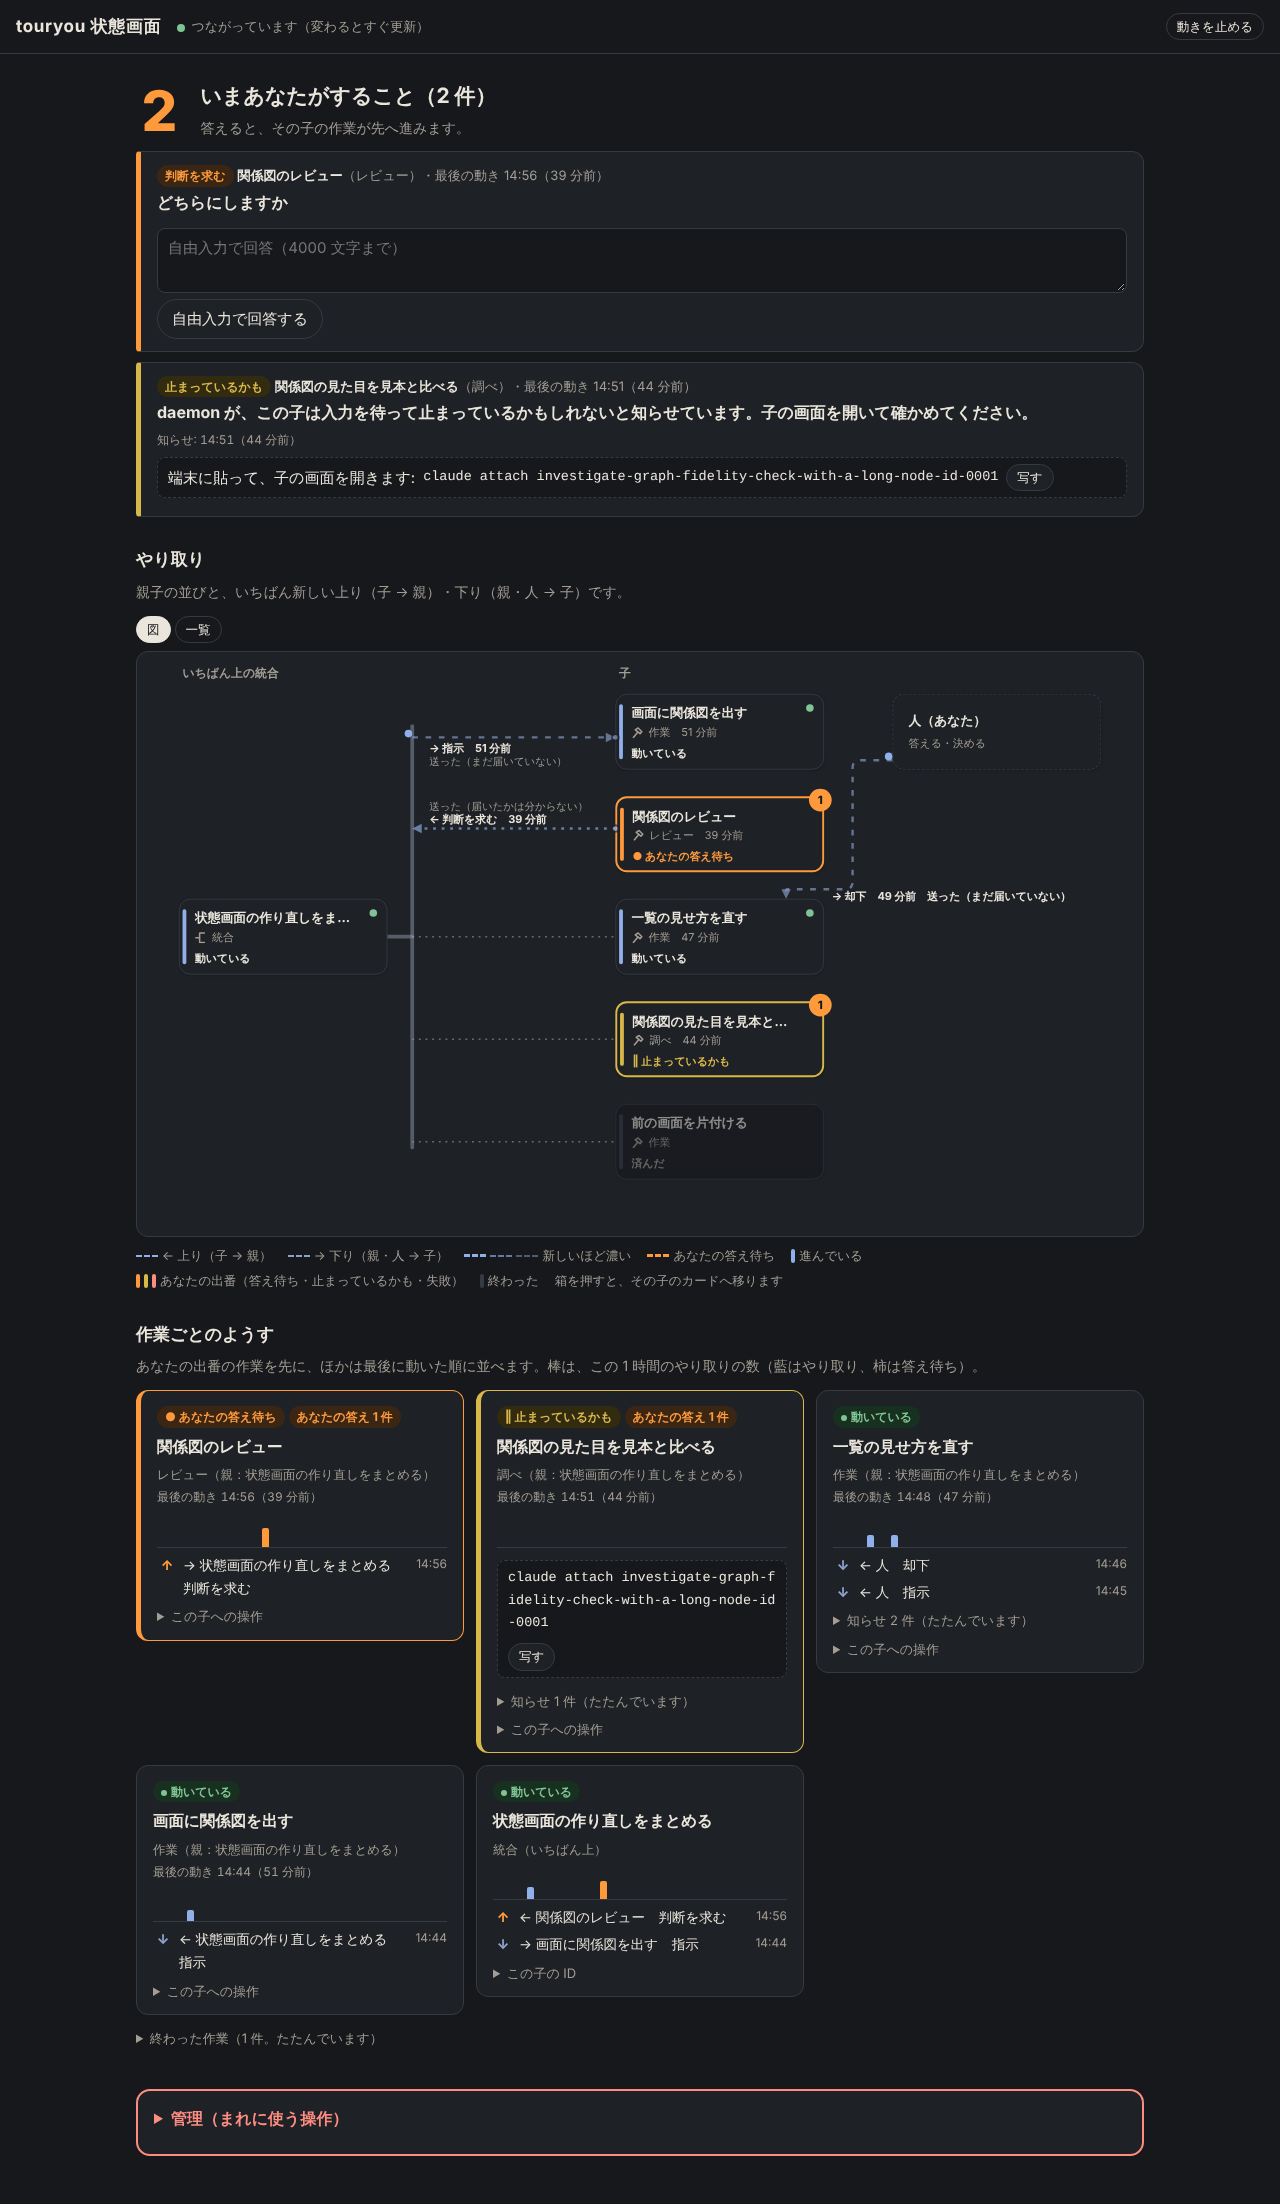 touryou 状態画面
つながっています（変わるとすぐ更新）
動きを止める
2
いまあなたがすること（2 件）
答えると、その子の作業が先へ進みます。
判断を求む 関係図のレビュー（レビュー）・最後の動き 14:56（39 分前）
どちらにしますか
自由入力で回答（4000 文字まで）
自由入力で回答する
止まっているかも 関係図の見た目を見本と比べる（調べ）・最後の動き 14:51（44 分前）
daemon が、この子は入力を待って止まっているかもしれないと知らせています。子の画面を開いて確かめてください。
知らせ: 14:51（44 分前）
端末に貼って、子の画面を開きます: claude attach investigate-graph-fidelity-check-with-a-long-node-id-0001 写す
やり取り
親子の並びと、いちばん新しい上り（子 → 親）・下り（親・人 → 子）です。
図 一覧
いちばん上の統合
子
画面に関係図を出す
作業 51 分前
動いている
人（あなた）
答える・決める
→ 指示 51 分前
送った（まだ届いていない）
送った（届いたかは分からない）
← 判断を求む 39 分前
1
関係図のレビュー
レビュー 39 分前
● あなたの答え待ち
→ 却下 49 分前 送った（まだ届いていない）
状態画面の作り直しをま…
統合
動いている
一覧の見せ方を直す
作業 47 分前
動いている
1
関係図の見た目を見本と…
調べ 44 分前
∥ 止まっているかも
前の画面を片付ける
作業
済んだ
← 上り（子 → 親） → 下り（親・人 → 子） 新しいほど濃い あなたの答え待ち 進んでいる
あなたの出番（答え待ち・止まっているかも・失敗） 終わった 箱を押すと、その子のカードへ移ります
作業ごとのようす
あなたの出番の作業を先に、ほかは最後に動いた順に並べます。棒は、この 1 時間のやり取りの数（藍はやり取り、柿は答え待ち）。
● あなたの答え待ち あなたの答え 1 件
関係図のレビュー
レビュー（親：状態画面の作り直しをまとめる）
最後の動き 14:56（39 分前）
↑ → 状態画面の作り直しをまとめる 14:56
判断を求む
▶ この子への操作
∥ 止まっているかも あなたの答え 1 件
関係図の見た目を見本と比べる
調べ（親：状態画面の作り直しをまとめる）
最後の動き 14:51（44 分前）
claude attach investigate-graph-f
idelity-check-with-a-long-node-id
-0001
写す
▶ 知らせ 1 件（たたんでいます）
▶ この子への操作
● 動いている
一覧の見せ方を直す
作業（親：状態画面の作り直しをまとめる）
最後の動き 14:48（47 分前）
↓ ← 人 却下 14:46
↓ ← 人 指示 14:45
▶ 知らせ 2 件（たたんでいます）
▶ この子への操作
● 動いている
画面に関係図を出す
作業（親：状態画面の作り直しをまとめる）
最後の動き 14:44（51 分前）
↓ ← 状態画面の作り直しをまとめる 14:44
指示
▶ この子への操作
● 動いている
状態画面の作り直しをまとめる
統合（いちばん上）
↑ ← 関係図のレビュー 判断を求む 14:56
↓ → 画面に関係図を出す 指示 14:44
▶ この子の ID
▶ 終わった作業（1 件。たたんでいます）
▶ 管理（まれに使う操作）